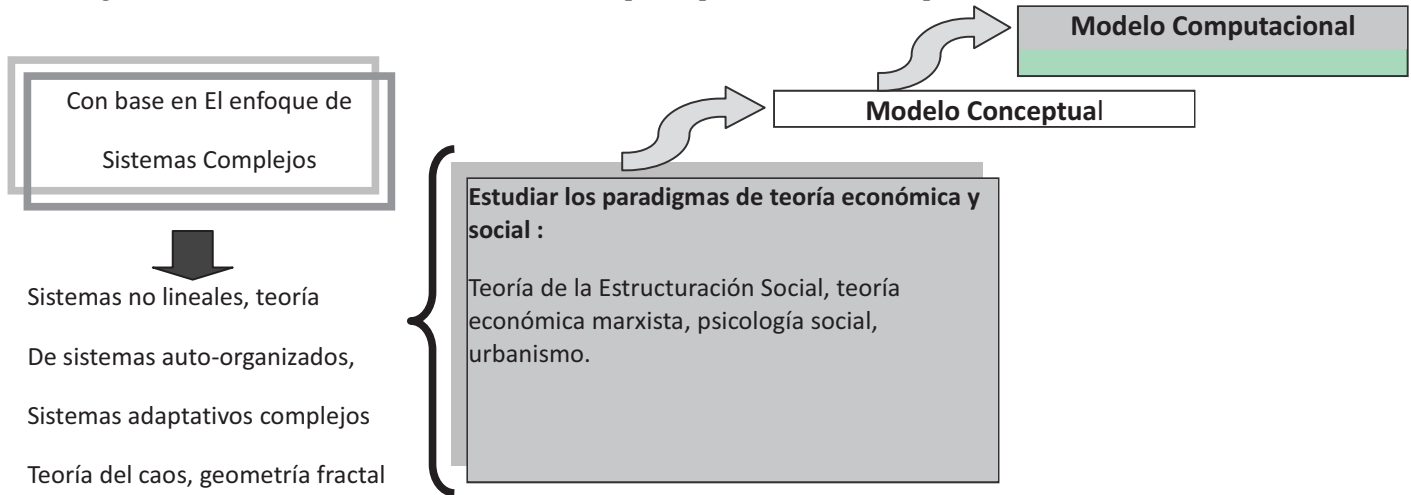 Modelo Computacional
Con base en El enfoque de
Sistemas Complejos
Modelo Conceptual
Estudiar los paradigmas de teoría económica y
social :
Teoría de la Estructuración Social, teoría
económica marxista, psicología social,
urbanismo.
Sistemas no lineales, teoría
De sistemas auto-organizados,
Sistemas adaptativos complejos
Teoría del caos, geometría fractal